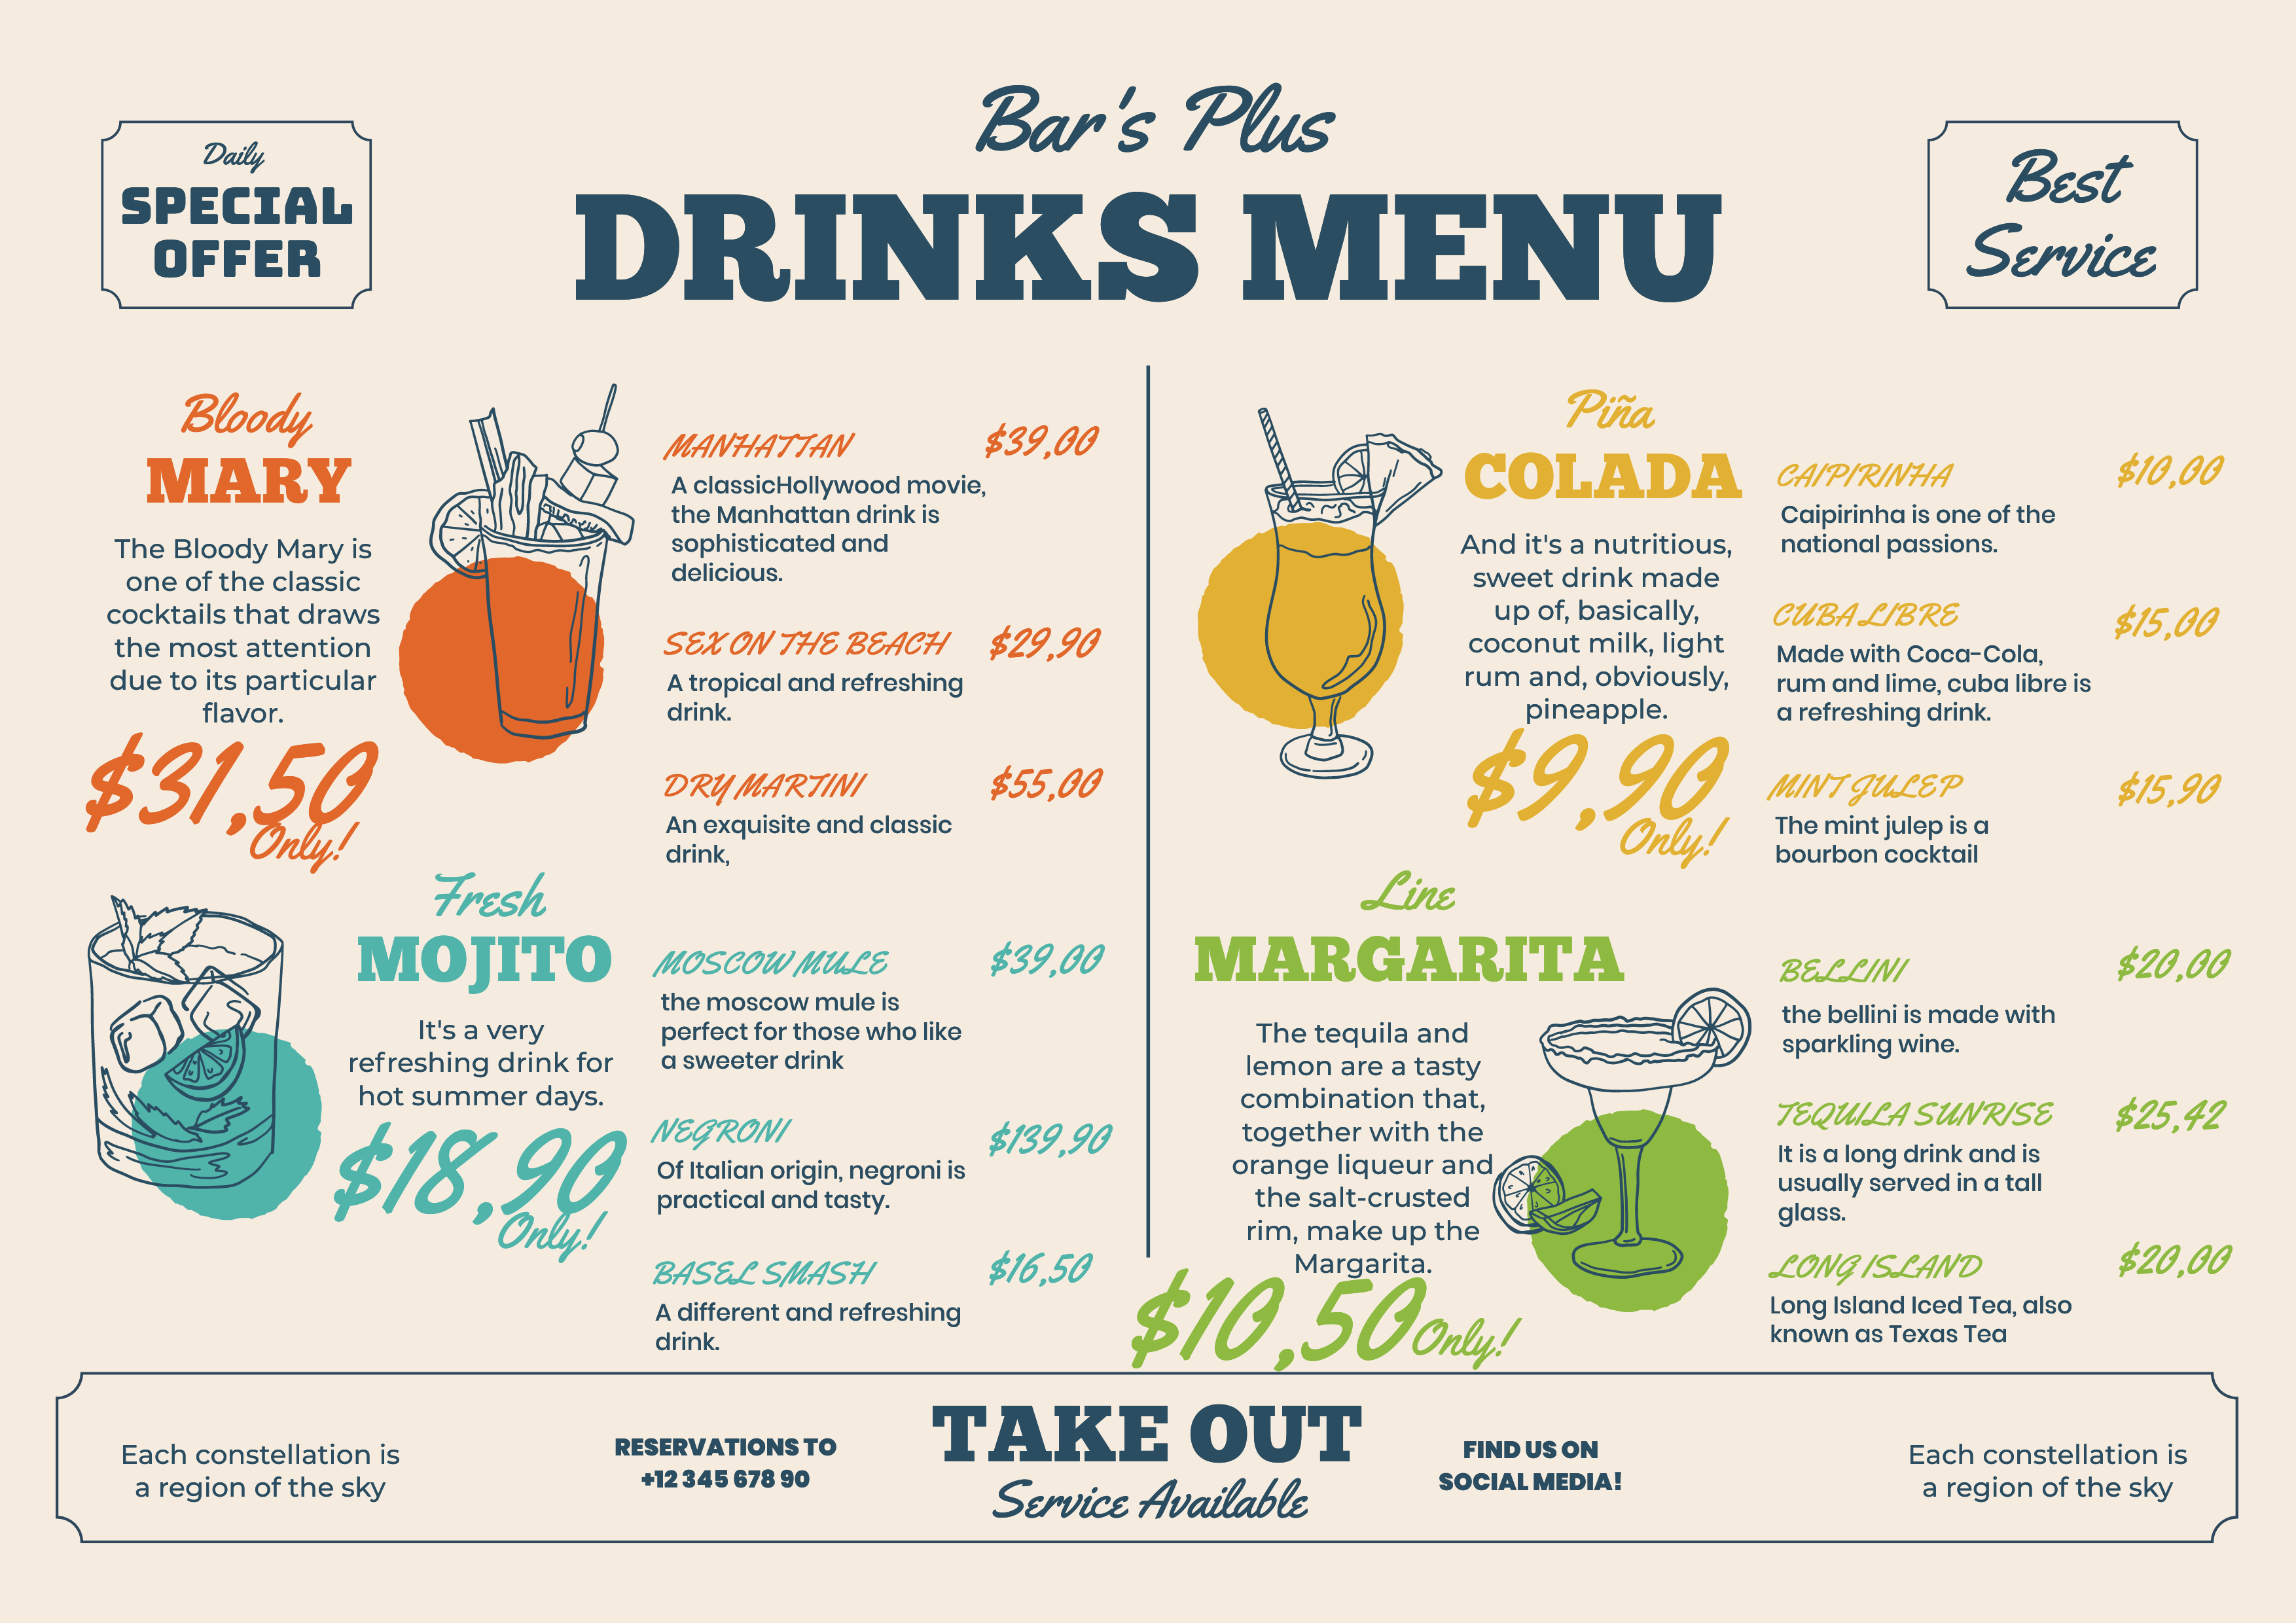 Daily
SPECIAL
OFFER
Bar's Plus
DRINKS MENU
Best
Service
Bloody
MARY
The Bloody Mary is
one of the classic
cocktails that draws
the most attention
due to its particular
flavor.
$31,50
Only!
MANHATTAN $39,00
A classicHollywood movie,
the Manhattan drink is
sophisticated and
delicious.
SEX ON THE BEACH $29,90
A tropical and refreshing
drink.
DRY MARTINI $55,00
An exquisite and classic
drink,
Fresh
MOJITO
It's a very
refreshing drink for
hot summer days.
$18,90
Only!
MOSCOW MULE $39,00
the moscow mule is
perfect for those who like
a sweeter drink
NEGRONI $139,90
Of Italian origin, negroni is
practical and tasty.
BASEL SMASH $16,50
A different and refreshing
drink.
Piña
COLADA
And it's a nutritious,
sweet drink made
up of, basically,
coconut milk, light
rum and, obviously,
pineapple.
$9,90
Only!
CAIPIRINHA $10,00
Caipirinha is one of the
national passions.
CUBA LIBRE $15,00
Made with Coca-Cola,
rum and lime, cuba libre is
a refreshing drink.
MINT JULEP $15,90
The mint julep is a
bourbon cocktail
Line
MARGARITA
The tequila and
lemon are a tasty
combination that,
together with the
orange liqueur and
the salt-crusted
rim, make up the
Margarita.
$10,50 Only!
BELLINI $20,00
the bellini is made with
sparkling wine.
TEQUILA SUNRISE $25,42
It is a long drink and is
usually served in a tall
glass.
LONG ISLAND $20,00
Long Island Iced Tea, also
known as Texas Tea
Each constellation is
a region of the sky
RESERVATIONS TO
+12 345 678 90
TAKE OUT
Service Available
FIND US ON
SOCIAL MEDIA!
Each constellation is
a region of the sky